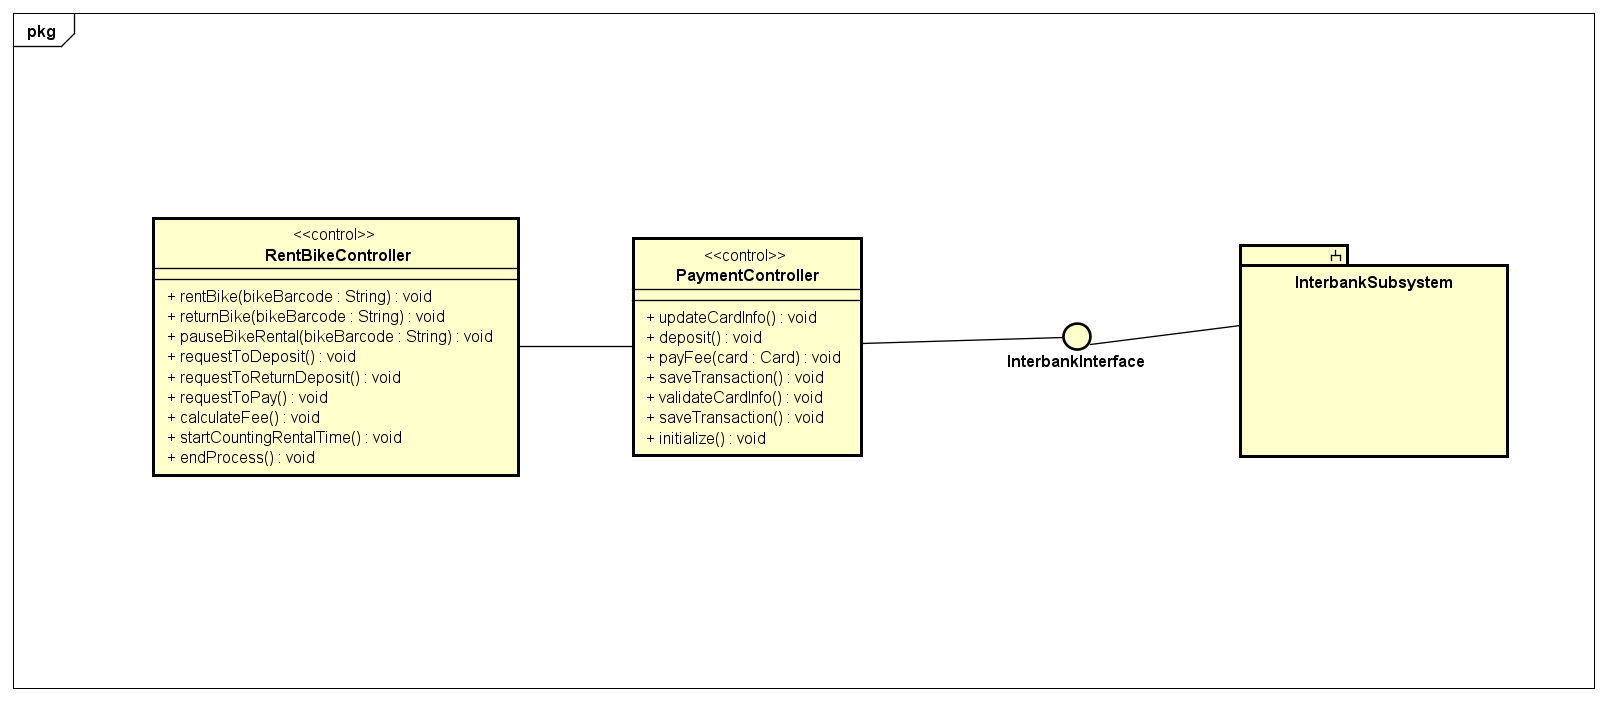 pkg
<<control>>
RentBikeController
+ rentBike(bikeBarcode : String) : void
+ returnBike(bikeBarcode : String) : void
+ pauseBikeRental(bikeBarcode : String) : void
+ requestToDeposit() : void
+ requestToReturnDeposit() : void
+ requestToPay() : void
+ calculateFee() : void
+ startCountingRentalTime() : void
+ endProcess() : void
<<control>>
PaymentController
+ updateCardInfo() : void
+ deposit() : void
+ payFee(card : Card) : void
+ saveTransaction() : void
+ validateCardInfo() : void
+ saveTransaction() : void
+ initialize() : void
InterbankInterface
InterbankSubsystem